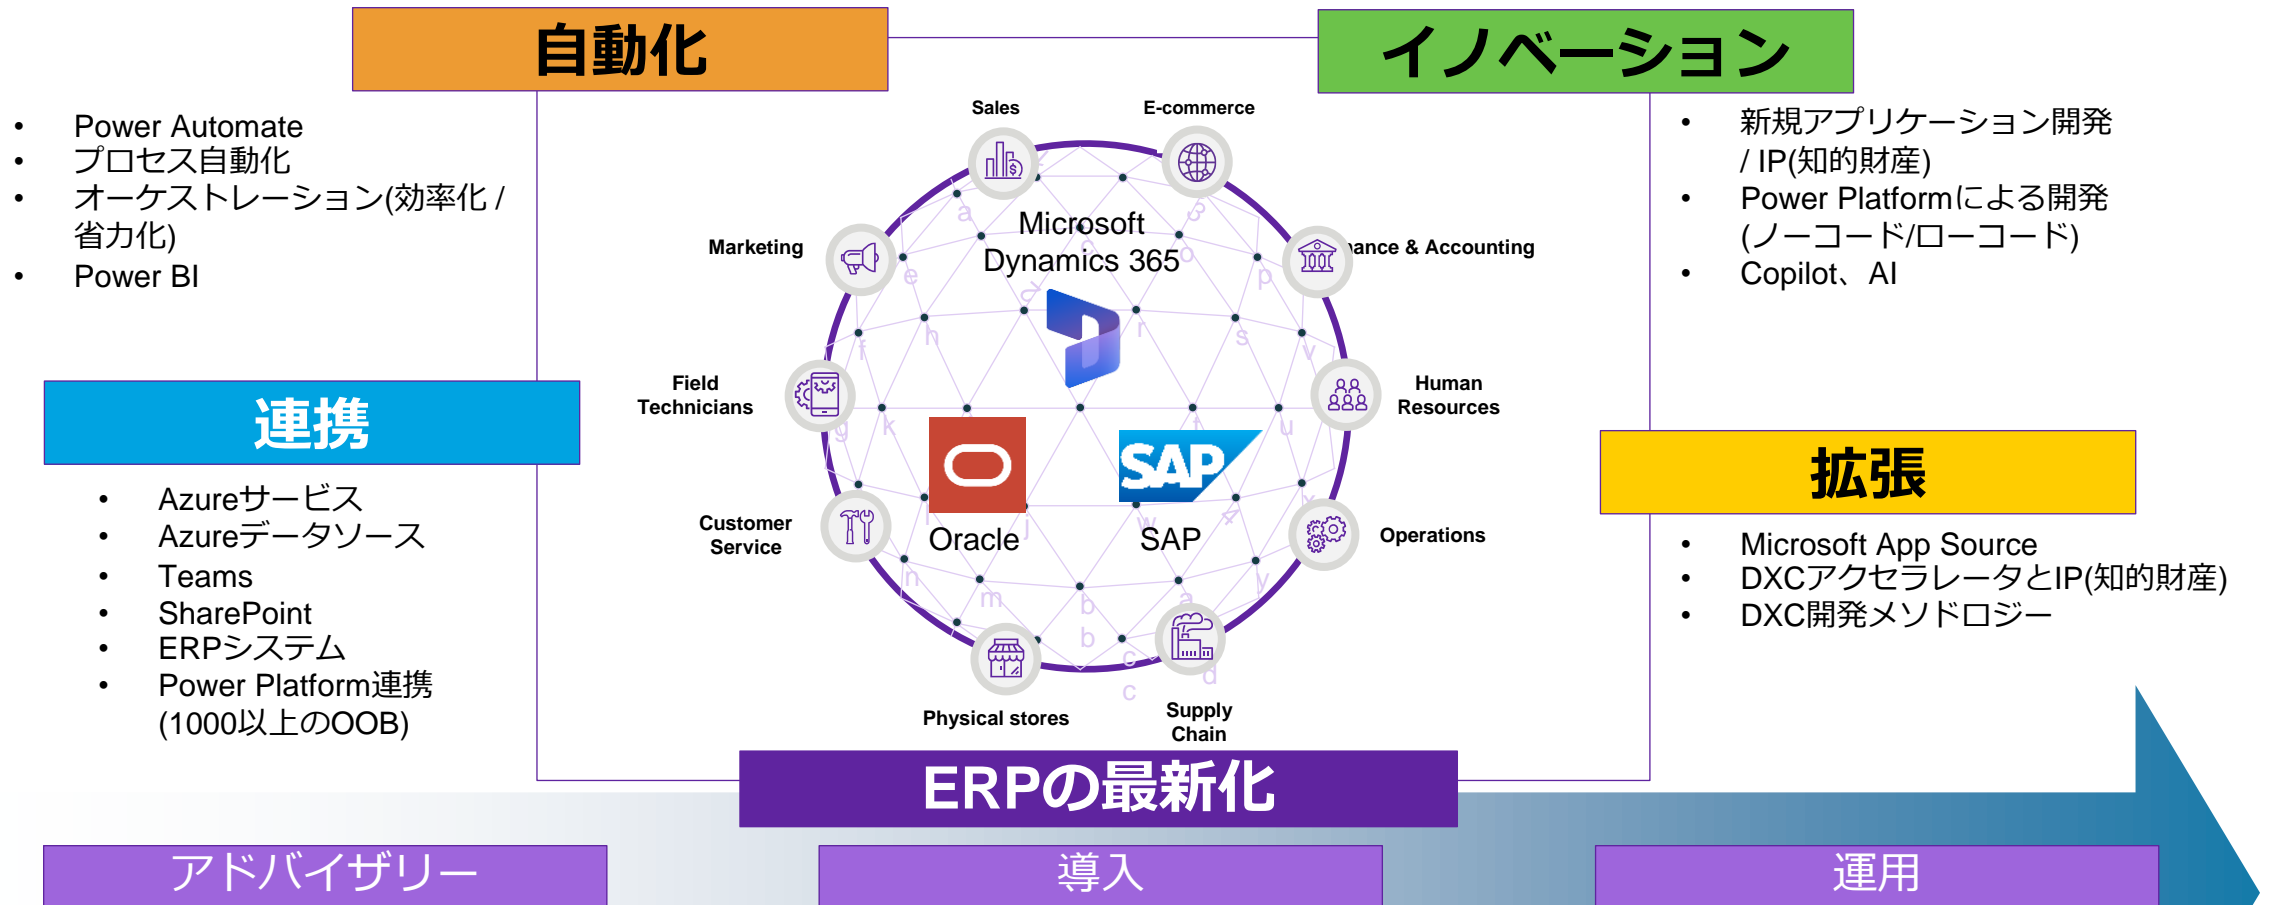 自動化
イノベーション
• Power Automate
• プロセス自動化
• オーケストレーション(効率化 /
省力化)
• Power BI
連携
• Azureサービス
• Azureデータソース
• Teams
• SharePoint
• ERPシステム
• Power Platform連携
(1000以上のOOB)
Sales
E-commerce
Marketing
nance & Accounting
Field
Technicians
Human
Resources
Customer
Service
Operations
Physical stores
Supply
Chain
Microsoft
Dynamics 365
Oracle
SAP
SAP
• 新規アプリケーション開発
/ IP(知的財産)
• Power Platformによる開発
(ノーコード/ローコード)
• Copilot、AI
拡張
• Microsoft App Source
• DXCアクセラレータとIP(知的財産)
• DXC開発メソドロジー
ERPの最新化
アドバイザリー
導入
運用